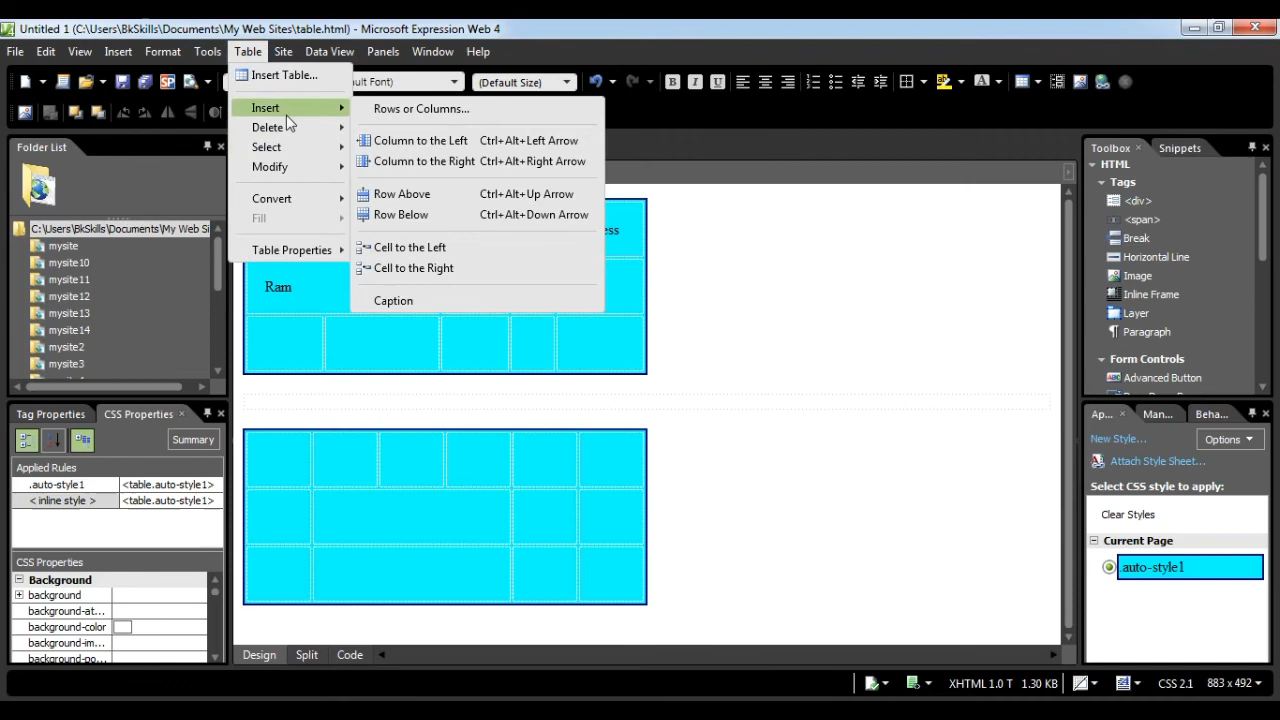 Untitled 1 (C:\Users\BkSkills\Documents\My Web Sites\table.html) - Microsoft Expression Web 4
File Edit View Insert Format Tools Table Site Data View Panels Window Help
(Default Size)
Insert Table...
Insert
Delete
Select
Modify
Convert
Fill
Table Properties
Rows or Columns...
Column to the Left Ctrl+Alt+Left Arrow
Column to the Right Ctrl+Alt+Right Arrow
Row Above Ctrl+Alt+Up Arrow
Row Below Ctrl+Alt+Down Arrow
Cell to the Left
Cell to the Right
Caption
Folder List
C:\Users\BkSkills\Documents\My Web Si
mysite
mysite10
mysite11
mysite12
mysite13
mysite14
mysite2
mysite3
Tag Properties CSS Properties
Summary
Applied Rules
.auto-style1 <table.auto-style1>
< inline style > <table.auto-style1>
CSS Properties
Background
background
background-at...
background-color
background-im...
background-po...
Ram
Design Split Code
Toolbox Snippets
HTML
Tags
<div>
<span>
Break
Horizontal Line
Image
Inline Frame
Layer
Paragraph
Form Controls
Advanced Button
Ap... Man... Beha...
New Style... Options
Attach Style Sheet...
Select CSS style to apply:
Clear Styles
Current Page
.auto-style1
XHTML 1.0 T 1.30 KB CSS 2.1 883 x 492